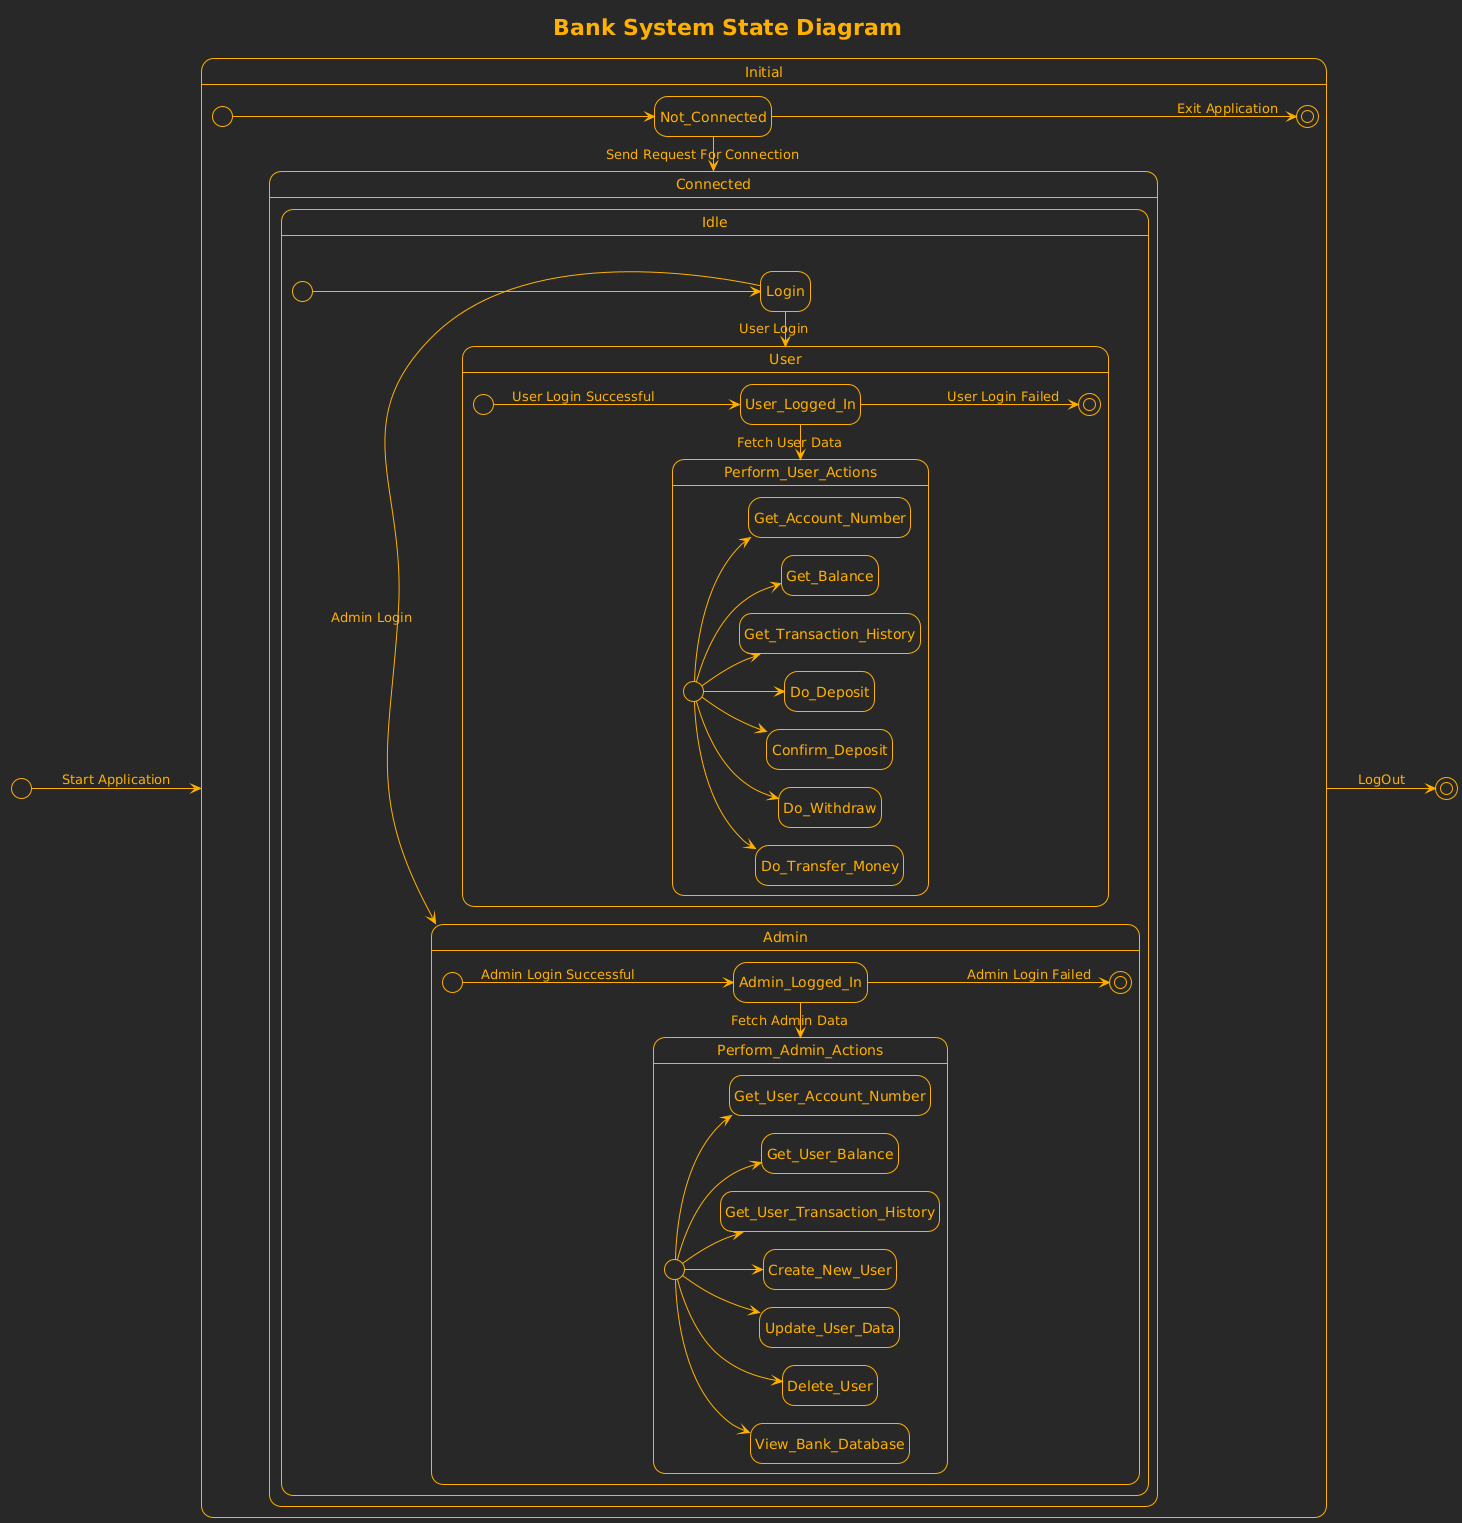 Bank System State Diagram
Initial
Not_Connected
Exit Application
Send Request For Connection
Connected
Idle
Login
User Login
User
User Login Successful
User_Logged_In
User Login Failed
Fetch User Data
Perform_User_Actions
Get_Account_Number
Get_Balance
Get_Transaction_History
Do_Deposit
Confirm_Deposit
Do_Withdraw
Do_Transfer_Money
Admin Login
Start Application
LogOut
Admin
Admin Login Successful
Admin_Logged_In
Admin Login Failed
Fetch Admin Data
Perform_Admin_Actions
Get_User_Account_Number
Get_User_Balance
Get_User_Transaction_History
Create_New_User
Update_User_Data
Delete_User
View_Bank_Database